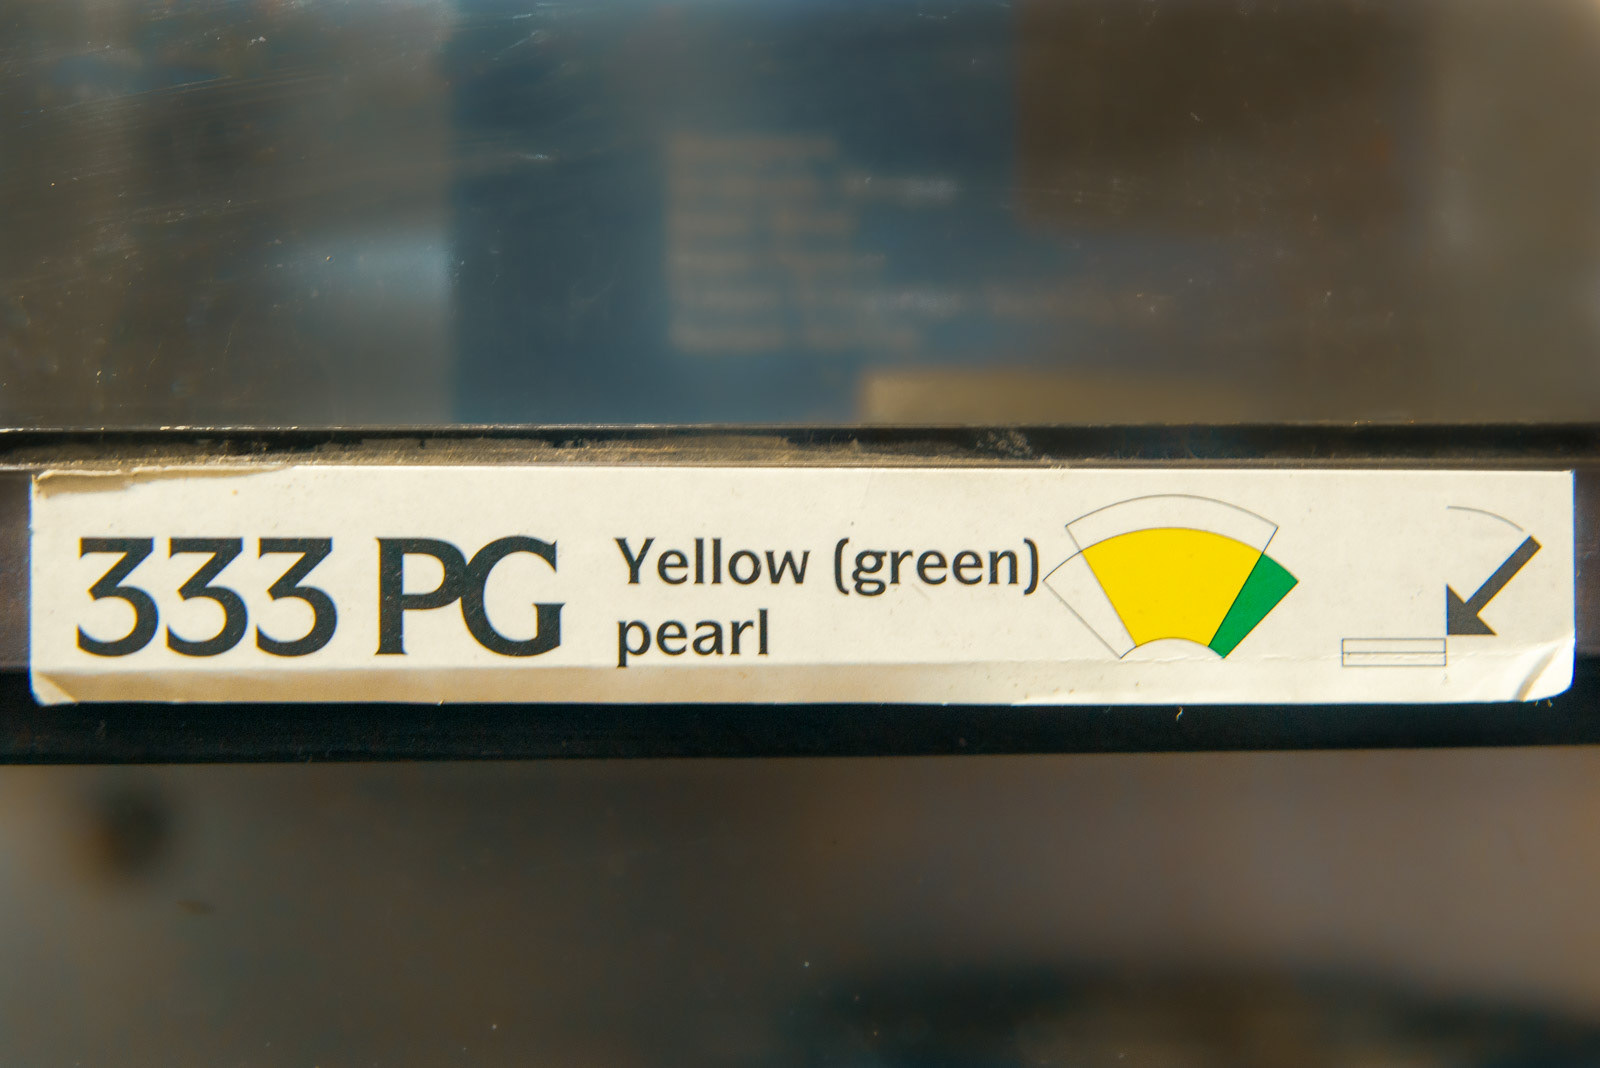 333 PG
Yellow (green)
pearl